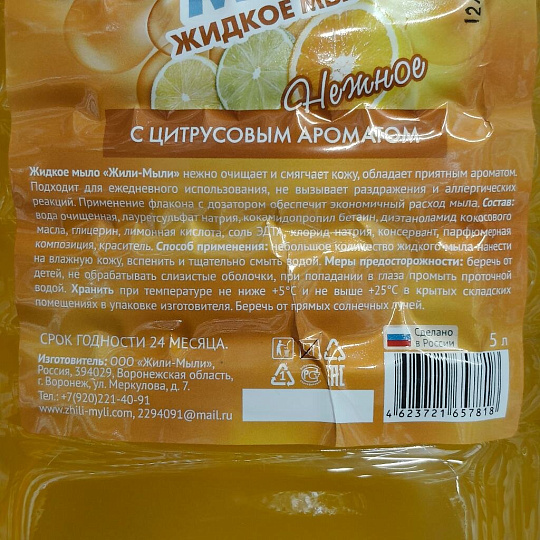 ЖИДКОЕ МЫ
12
Нежное
С ЦИТРУСОВЫМ АРОМАТОМ
Жидкое мыло «Жили-Мыли» нежно очищает и смягчает кожу, обладает приятным ароматом.
Подходит для ежедневного использования, не вызывает раздражения и аллергических
реакций. Применение флакона с дозатором обеспечит экономичный расход мыла. Состав:
вода очищенная, лауретсульфат натрия, кокамидопропил бетаин, диэтаноламид кокосового
масла, глицерин, лимонная кислота, соль ЭДТА, хлорид натрия, консервант, парфюмерная
композиция, краситель. Способ применения: небольшое количество жидкого мыла нанести
на влажную кожу, вспенить и тщательно смыть водой. Меры предосторожности: беречь от
детей, не обрабатывать слизистые оболочки, при попадании в глаза промыть проточной
водой. Хранить при температуре не ниже +5°С и не выше +25°С в крытых складских
помещениях в упаковке изготовителя. Беречь от прямых солнечных лучей.
СРОК ГОДНОСТИ 24 МЕСЯЦА.
Изготовитель: ООО «Жили-Мыли»,
Россия, 394029, Воронежская область,
г. Воронеж, ул. Меркулова, д. 7.
Тел.: +7(920)221-40-91
www.zhili-myli.com, 2294091@mail.ru
1
РС
EAC
Сделано
в России
5 л
4 623721 657818